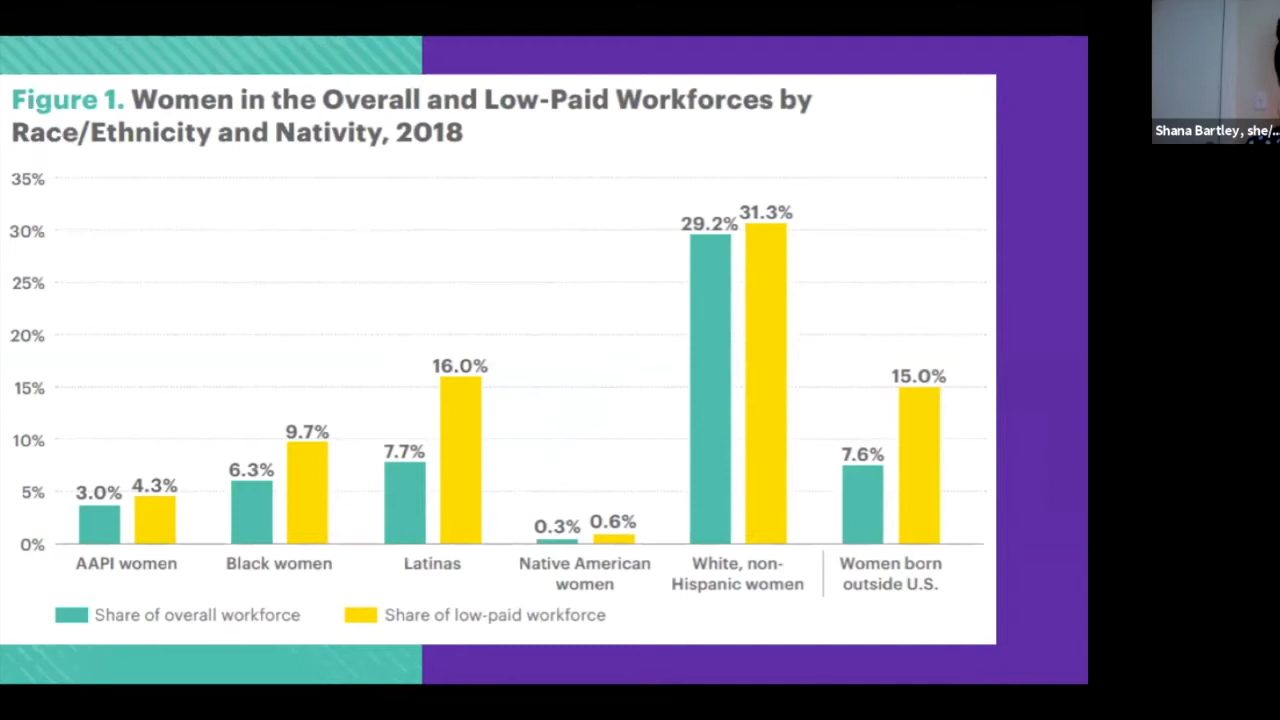 Figure 1. Women in the Overall and Low-Paid Workforces by
Race/Ethnicity and Nativity, 2018
35%
30%
25%
20%
15%
10%
5%
0%
3.0% 4.3%
6.3% 9.7%
7.7% 16.0%
0.3% 0.6%
29.2% 31.3%
7.6% 15.0%
AAPI women
Black women
Latinas
Native American
women
White, non-
Hispanic women
Women born
outside U.S.
Share of overall workforce
Share of low-paid workforce
Shana Bartley, she/...